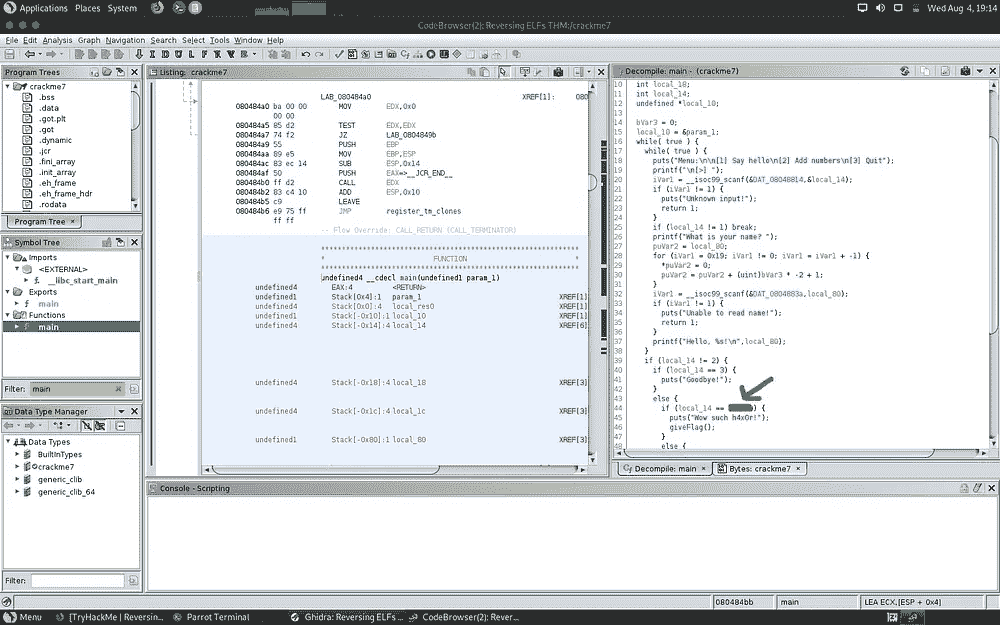 Applications Places System
Wed Aug 4, 19:14
CodeBrowser(2): Reversing ELFs THM:/crackme7
File Edit Analysis Graph Navigation Search Select Tools Window Help
Program Trees
crackme7
.bss
.data
.got.plt
.got
.dynamic
.jcr
.fini_array
.init_array
.eh_frame
.eh_frame_hdr
.rodata
Program Tree ×
Symbol Tree
Imports
<EXTERNAL>
__libc_start_main
Exports
f main
Functions
f main
Filter: main
Data Type Manager
Data Types
BuiltInTypes
crackme7
generic_clib
generic_clib_64
Filter:
Listing: crackme7
LAB_080484a0 XREF[1]: 080
080484a0 ba 00 00 MOV EDX,0x0
00 00
080484a5 85 d2 TEST EDX,EDX
080484a7 74 f2 JZ LAB_0804849b
080484a9 55 PUSH EBP
080484aa 89 e5 MOV EBP,ESP
080484ac 83 ec 14 SUB ESP,0x14
080484af 50 PUSH EAX=>__JCR_END__
080484b0 ff d2 CALL EDX
080484b2 83 c4 10 ADD ESP,0x10
080484b5 c9 LEAVE
080484b6 e9 75 ff JMP register_tm_clones
ff ff
-- Flow Override: CALL_RETURN (CALL_TERMINATOR)
* FUNCTION *
undefined4 __cdecl main(undefined1 param_1)
undefined4 EAX:4 <RETURN>
undefined1 Stack[0x4]:1 param_1 XREF[1]
undefined4 Stack[0x0]:4 local_res0 XREF[1]
undefined1 Stack[-0x10]:1 local_10 XREF[1]
undefined4 Stack[-0x14]:4 local_14 XREF[6]
undefined4 Stack[-0x18]:4 local_18 XREF[3]
undefined4 Stack[-0x1c]:4 local_1c XREF[3]
undefined1 Stack[-0x80]:1 local_80 XREF[3]
Decompile: main - (crackme7)
10 int local_18;
11 int local_14;
12 undefined *local_10;
13
14 bVar3 = 0;
15 local_10 = &param_1;
16 while( true ) {
17 while( true ) {
18 puts("Menu:\n\n[1] Say hello\n[2] Add numbers\n[3] Quit");
19 printf("\n[>] ");
20 iVar1 = __isoc99_scanf(&DAT_08048814,&local_14);
21 if (iVar1 != 1) {
22 puts("Unknown input!");
23 return 1;
24 }
25 if (local_14 != 1) break;
26 printf("What is your name? ");
27 puVar2 = local_80;
28 for (iVar1 = 0x19; iVar1 != 0; iVar1 = iVar1 + -1) {
29 *puVar2 = 0;
30 puVar2 = puVar2 + (uint)bVar3 * -2 + 1;
31 }
32 iVar1 = __isoc99_scanf(&DAT_0804883a,local_80);
33 if (iVar1 != 1) {
34 puts("Unable to read name!");
35 return 1;
36 }
37 printf("Hello, %s!\n",local_80);
38 }
39 if (local_14 != 2) {
40 if (local_14 == 3) {
41 puts("Goodbye!");
42 }
43 else {
44 if (local_14 == ) {
45 puts("Wow such h4x0r!");
46 giveFlag();
47 }
48 else {
Decompile: main × Bytes: crackme7 ×
Console - Scripting
080484bb main LEA ECX,[ESP + 0x4]
Menu [TryHackMe | Reversin... Parrot Terminal Ghidra: Reversing ELFs ... CodeBrowser(2): Rever...